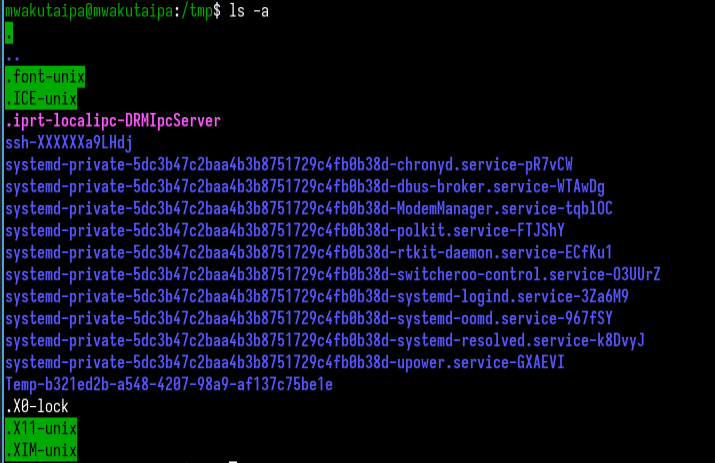 mwakutaipa@mwakutaipa:/tmp$ ls -a
.
..
.font-unix
.ICE-unix
.iprt-localipc-DRMIpcServer
ssh-XXXXXXa9LHdj
systemd-private-5dc3b47c2baa4b3b8751729c4fb0b38d-chronyd.service-pR7vCW
systemd-private-5dc3b47c2baa4b3b8751729c4fb0b38d-dbus-broker.service-WTAwDg
systemd-private-5dc3b47c2baa4b3b8751729c4fb0b38d-ModemManager.service-tqblOC
systemd-private-5dc3b47c2baa4b3b8751729c4fb0b38d-polkit.service-FTJShY
systemd-private-5dc3b47c2baa4b3b8751729c4fb0b38d-rtkit-daemon.service-ECfKu1
systemd-private-5dc3b47c2baa4b3b8751729c4fb0b38d-switcheroo-control.service-O3UUrZ
systemd-private-5dc3b47c2baa4b3b8751729c4fb0b38d-systemd-logind.service-3Za6M9
systemd-private-5dc3b47c2baa4b3b8751729c4fb0b38d-systemd-oomd.service-967fSY
systemd-private-5dc3b47c2baa4b3b8751729c4fb0b38d-systemd-resolved.service-k8DvyJ
systemd-private-5dc3b47c2baa4b3b8751729c4fb0b38d-upower.service-GXAEVI
Temp-b321ed2b-a548-4207-98a9-af137c75be1e
.X0-lock
.X11-unix
.XIM-unix